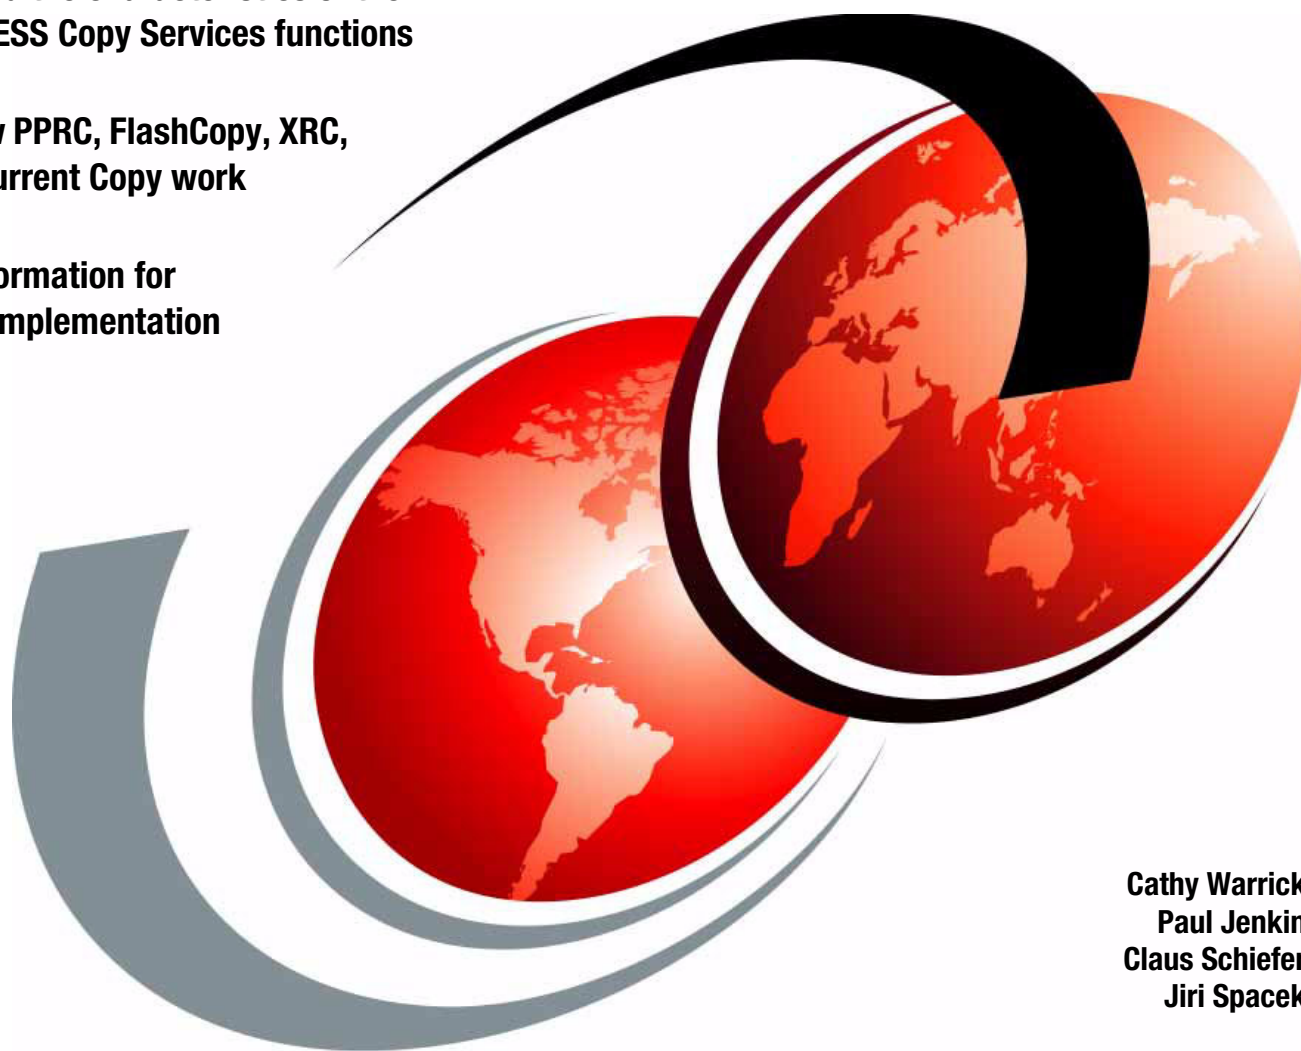 ESS Copy Services functions
PPRC, FlashCopy, XRC,
urrent Copy work
ormation for
mplementation
Cathy Warrick
Paul Jenkin
Claus Schiefer
Jiri Spacek